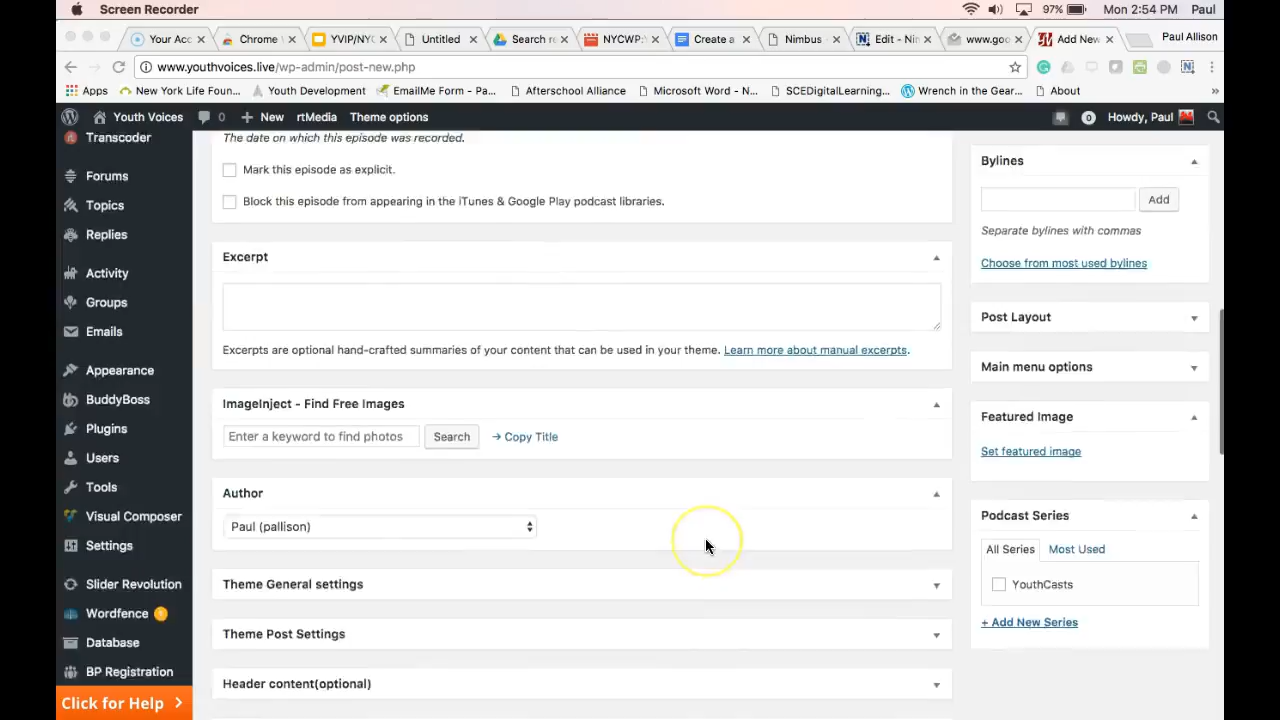 Screen Recorder
97%
Mon 2:54 PM
Paul
Your Acc
Chrome
YVIP/NYC
Untitled
Search re
NYCWP:
Create a
Nimbus
Edit - Nin
www.goo
Add New
Paul Allison
www.youthvoices.live/wp-admin/post-new.php
Apps
New York Life Foun...
Youth Development
EmailMe Form - Pa...
Afterschool Alliance
Microsoft Word - N...
SCEDigitalLearning...
Wrench in the Gear...
About
Youth Voices
0
New
rtMedia
Theme options
0
Howdy, Paul
Transcoder
Forums
Topics
Replies
Activity
Groups
Emails
Appearance
BuddyBoss
Plugins
Users
Tools
Visual Composer
Settings
Slider Revolution
Wordfence 1
Database
BP Registration
Click for Help
The date on which this episode was recorded.
Mark this episode as explicit.
Block this episode from appearing in the iTunes & Google Play podcast libraries.
Excerpt
Excerpts are optional hand-crafted summaries of your content that can be used in your theme. Learn more about manual excerpts.
ImageInject - Find Free Images
Enter a keyword to find photos
Search
→ Copy Title
Author
Paul (pallison)
Theme General settings
Theme Post Settings
Header content(optional)
Bylines
Add
Separate bylines with commas
Choose from most used bylines
Post Layout
Main menu options
Featured Image
Set featured image
Podcast Series
All Series
Most Used
YouthCasts
+ Add New Series